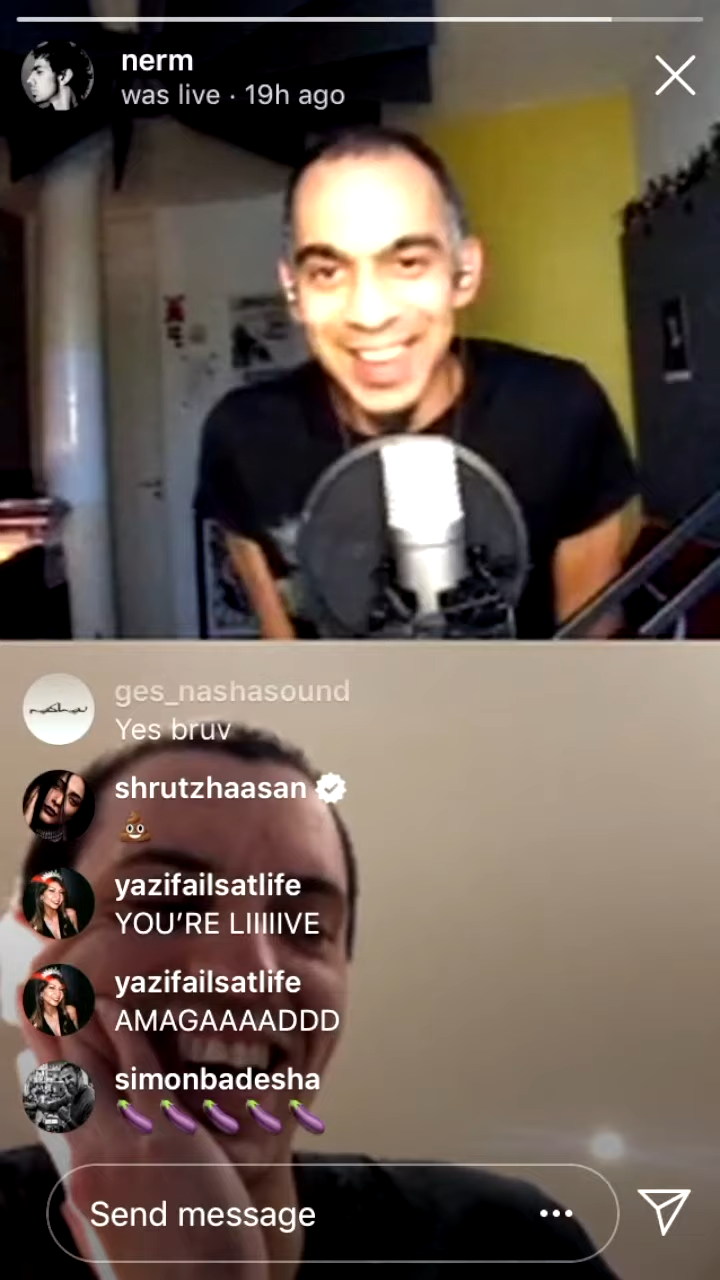 nerm
was live · 19h ago
ges_nashasound
Yes bruv
shrutzhaasan
💩
yazifailsatlife
YOU'RE LIIIIIVE
yazifailsatlife
AMAGAAAADDD
simonbadesha
🍆🍆🍆🍆🍆
Send message